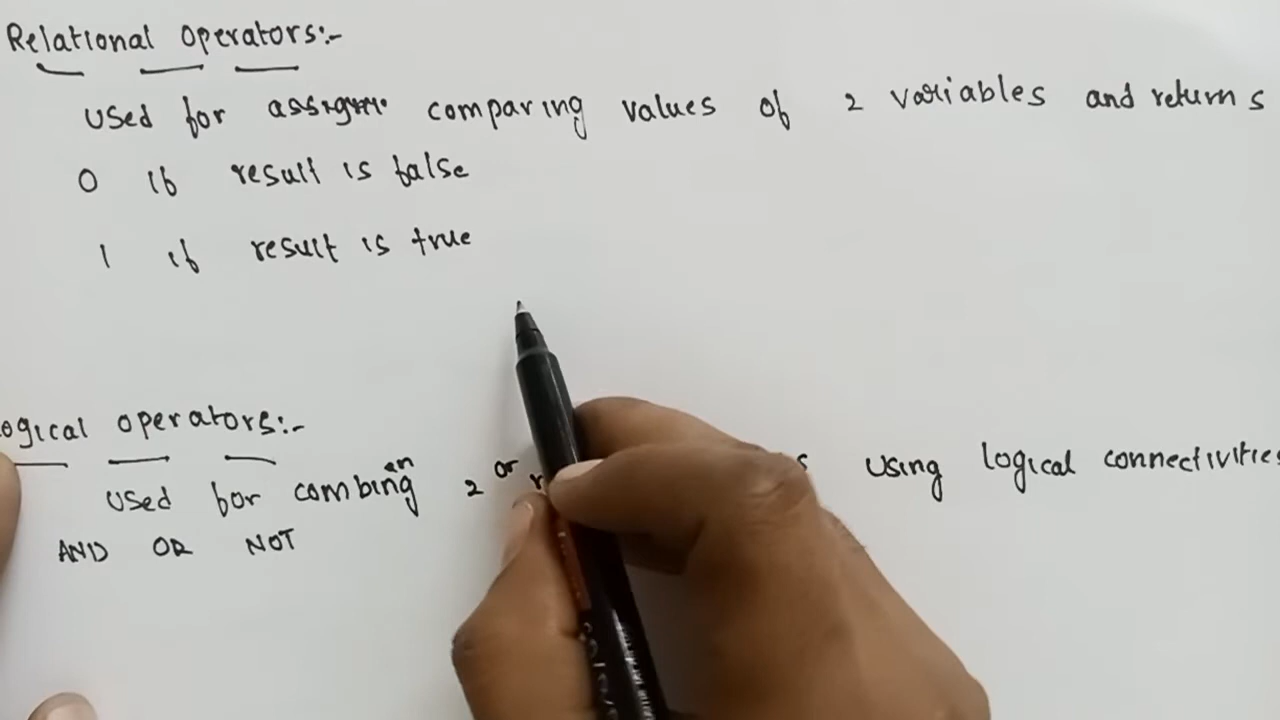 Relational operators:-
Used for comparing values of 2 variables and returns
0 if result is false
1 if result is true
ogical operators:-
an or
Used for combing 2 using logical connectivities
AND OR NOT